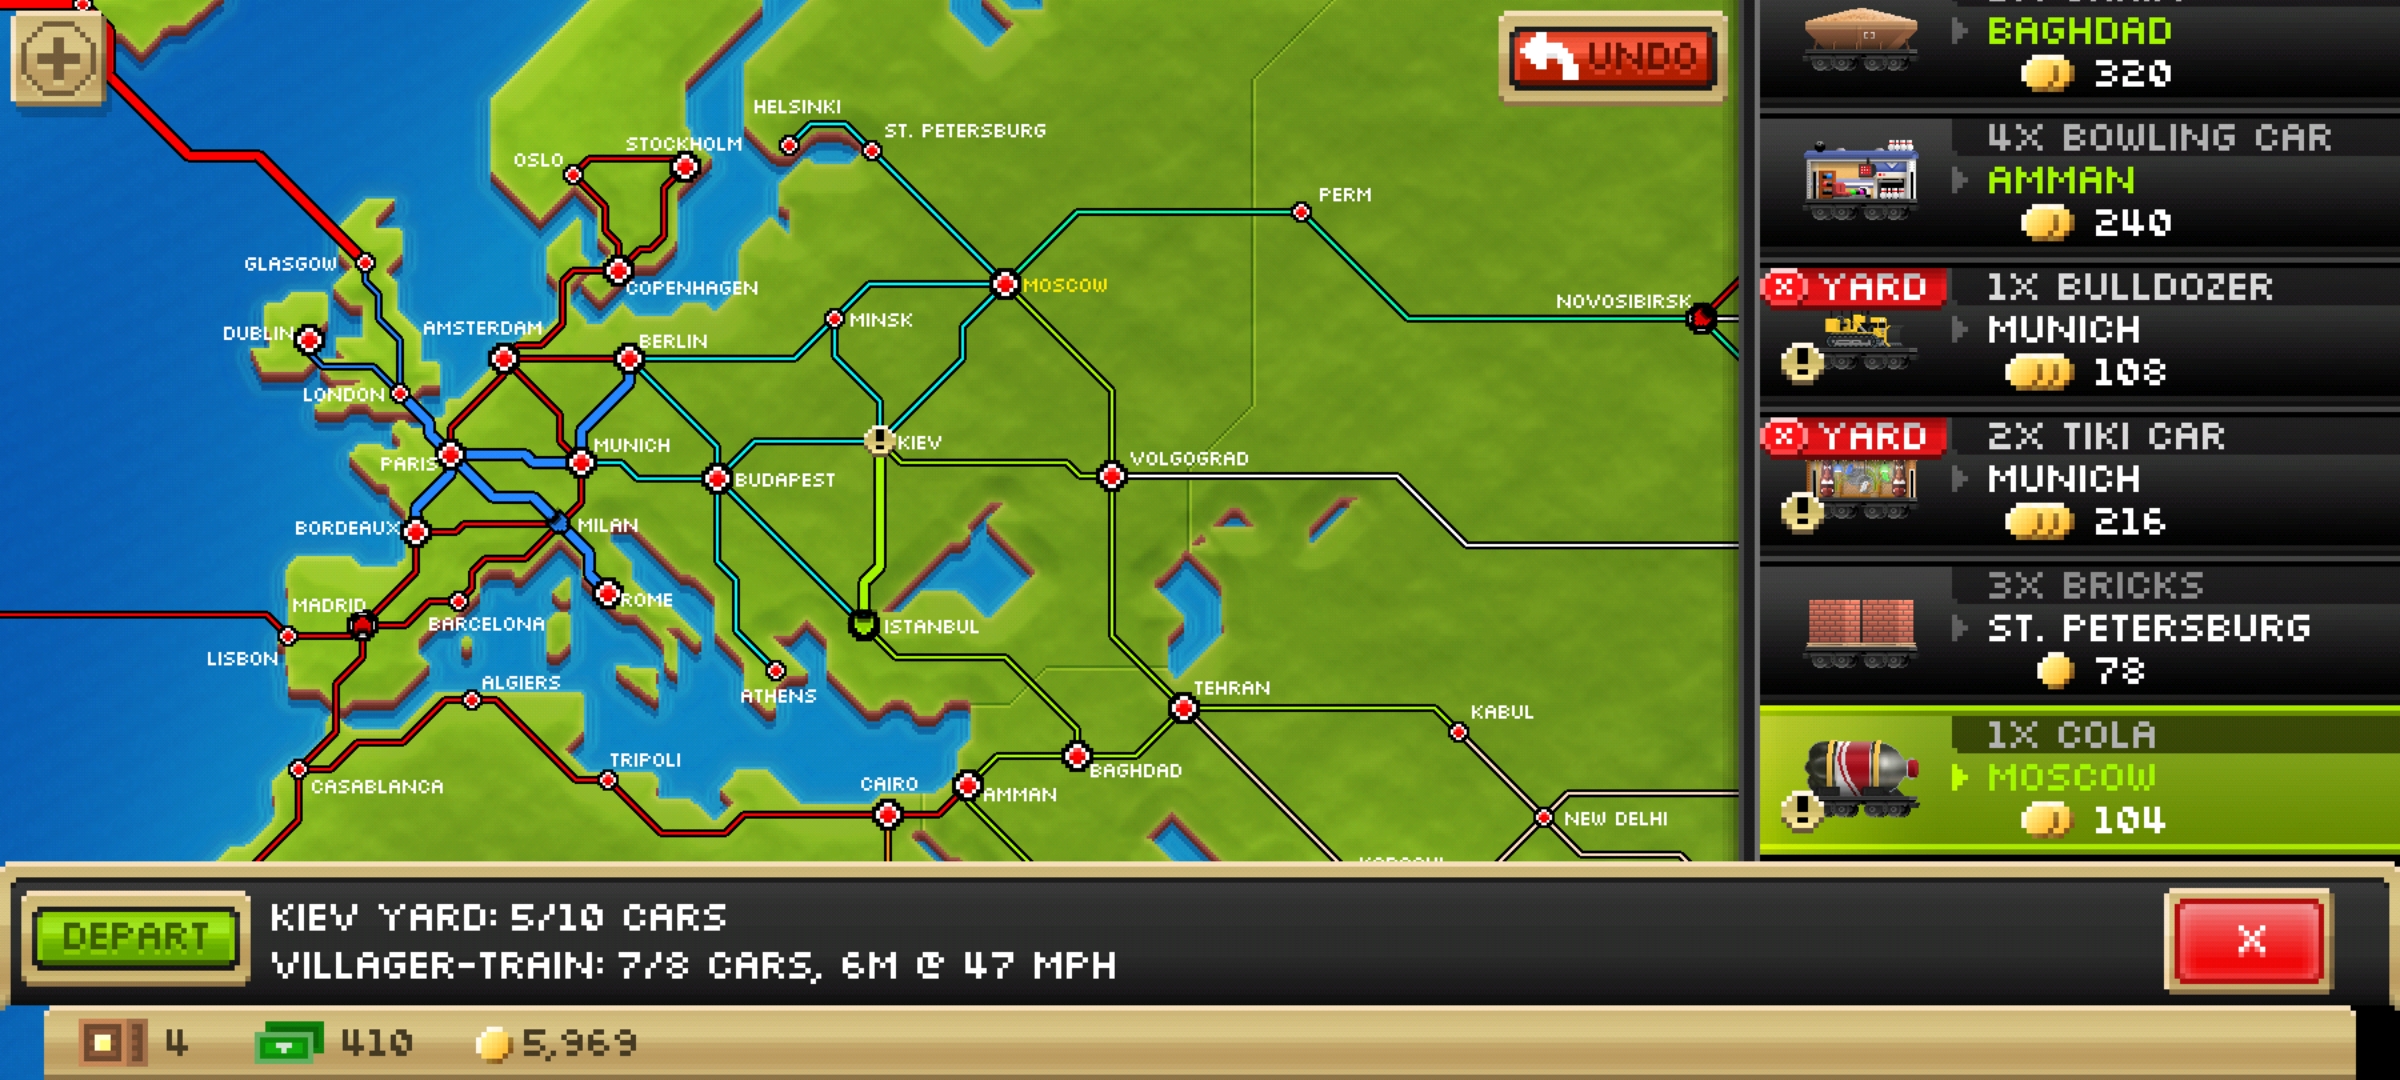 UNDO
HELSINKI
ST. PETERSBURG
STOCKHOLM
OSLO
PERM
GLASGOW
COPENHAGEN
MOSCOW
NOVOSIBIRSK
DUBLIN
AMSTERDAM
BERLIN
MINSK
LONDON
MUNICH
KIEV
PARIS
BUDAPEST
VOLGOGRAD
BORDEAUX
MILAN
MADRID
ROME
BARCELONA
ISTANBUL
LISBON
ALGIERS
ATHENS
TEHRAN
KABUL
TRIPOLI
CASABLANCA
CAIRO
AMMAN
BAGHDAD
NEW DELHI
BAGHDAD
320
4X BOWLING CAR
AMMAN
240
YARD
1X BULLDOZER
MUNICH
108
YARD
2X TIKI CAR
MUNICH
216
3X BRICKS
ST. PETERSBURG
78
1X COLA
MOSCOW
104
DEPART
KIEV YARD: 5/10 CARS
VILLAGER-TRAIN: 7/8 CARS, 6M @ 47 MPH
X
4
410
5,969